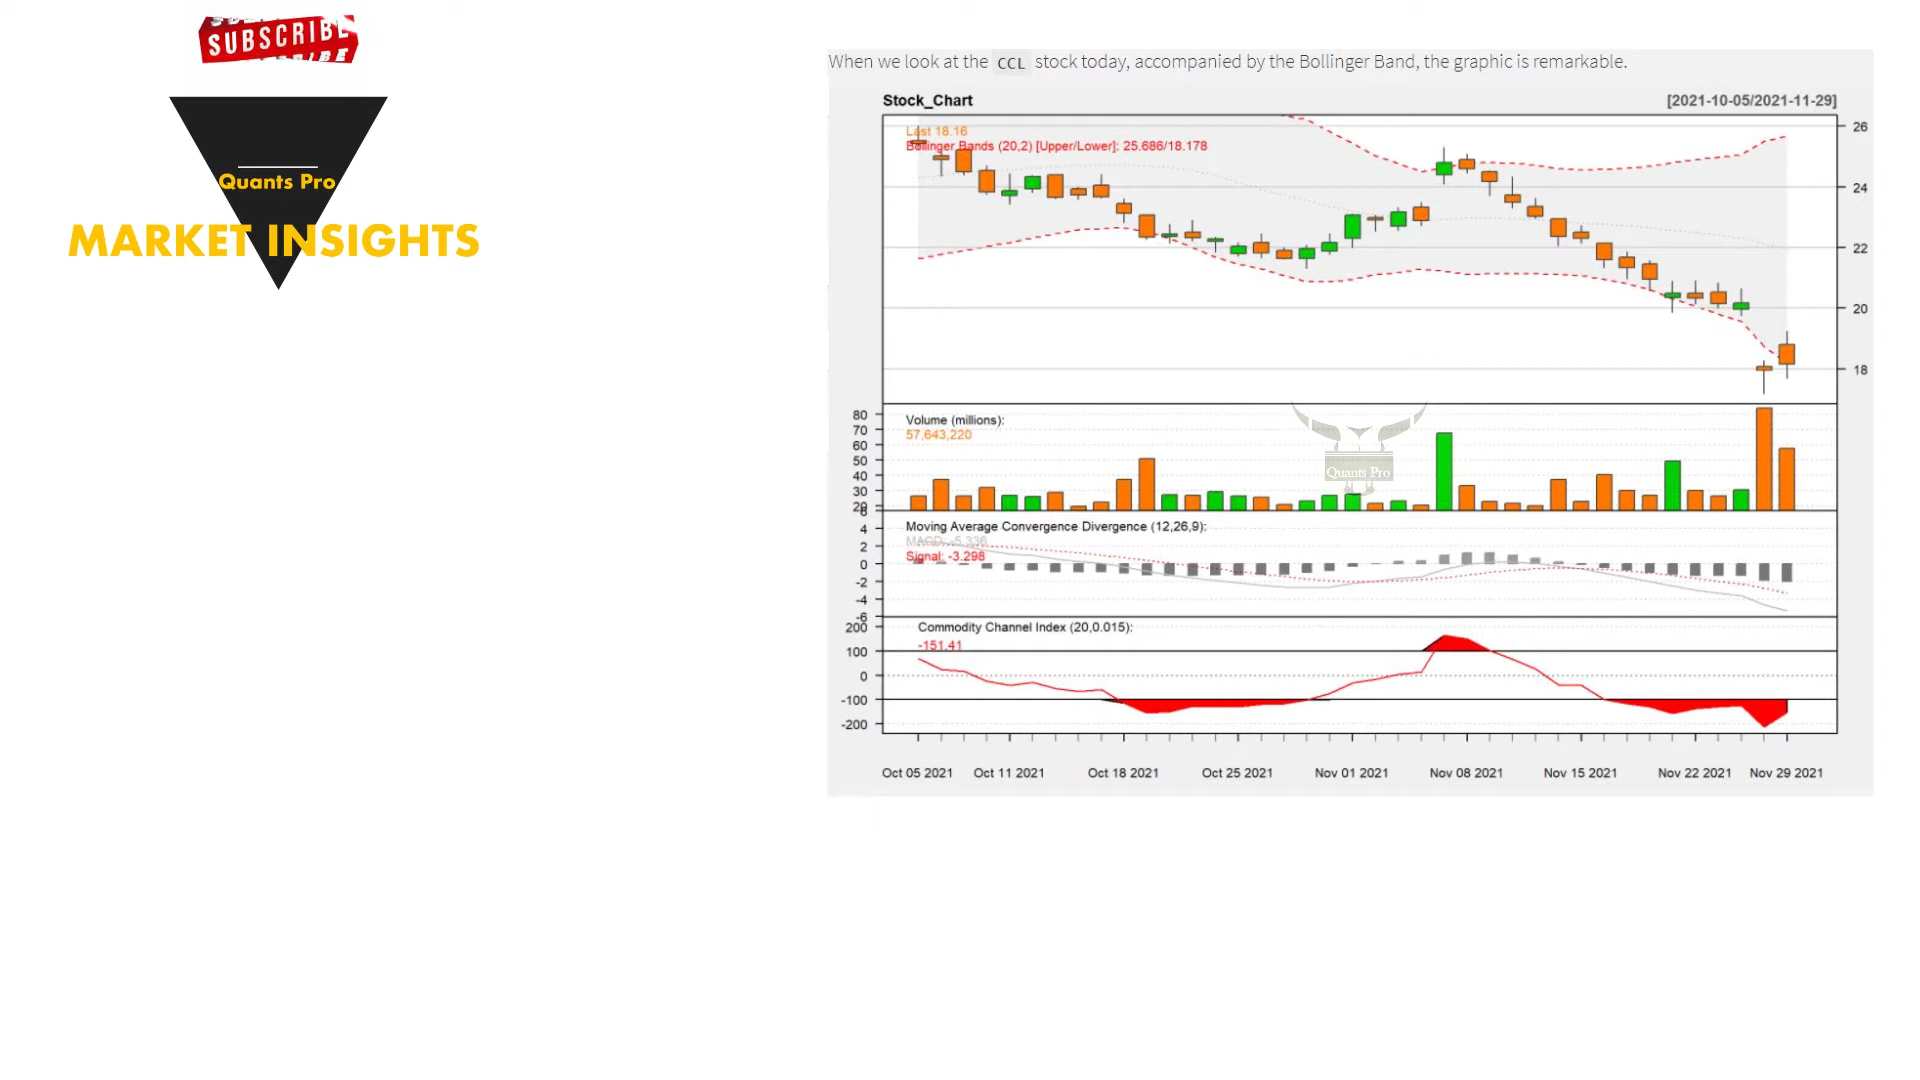 SUBSCRIBE
Quants Pro
MARKET INSIGHTS
When we look at the CCL stock today, accompanied by the Bollinger Band, the graphic is remarkable.
Stock_Chart [2021-10-05/2021-11-29]
Last 18.16
Bollinger Bands (20,2) [Upper/Lower]: 25.686/18.178
26
24
22
20
18
Volume (millions):
57,643,220
80
70
60
50
40
30
Quants Pro
Moving Average Convergence Divergence (12,26,9):
MACD: -5.336
Signal: -3.298
4
2
0
-2
-4
-6
Commodity Channel Index (20,0.015):
-151.41
200
100
0
-100
-200
Oct 05 2021 Oct 11 2021 Oct 18 2021 Oct 25 2021 Nov 01 2021 Nov 08 2021 Nov 15 2021 Nov 22 2021 Nov 29 2021